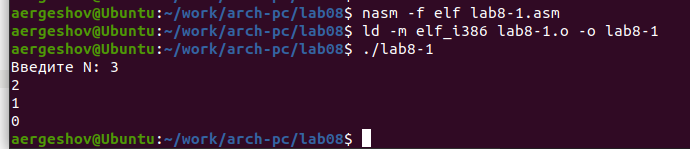 aergeshov@Ubuntu:~/work/arch-pc/lab08$ nasm -f elf lab8-1.asm
aergeshov@Ubuntu:~/work/arch-pc/lab08$ ld -m elf_i386 lab8-1.o -o lab8-1
aergeshov@Ubuntu:~/work/arch-pc/lab08$ ./lab8-1
Введите N: 3
2
1
0
aergeshov@Ubuntu:~/work/arch-pc/lab08$